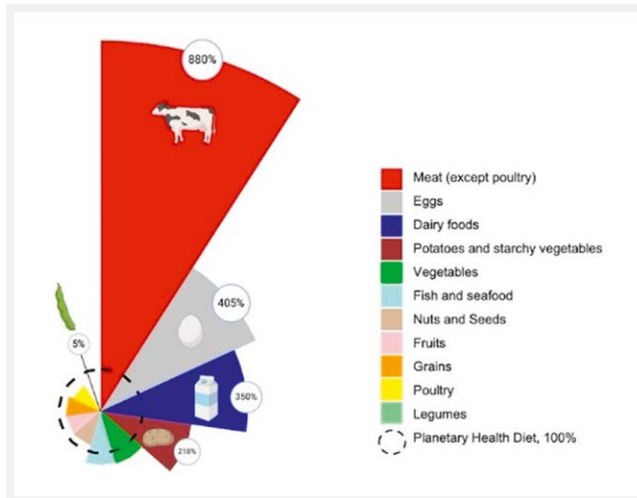 880%
405%
350%
218%
5%
Meat (except poultry)
Eggs
Dairy foods
Potatoes and starchy vegetables
Vegetables
Fish and seafood
Nuts and Seeds
Fruits
Grains
Poultry
Legumes
Planetary Health Diet, 100%